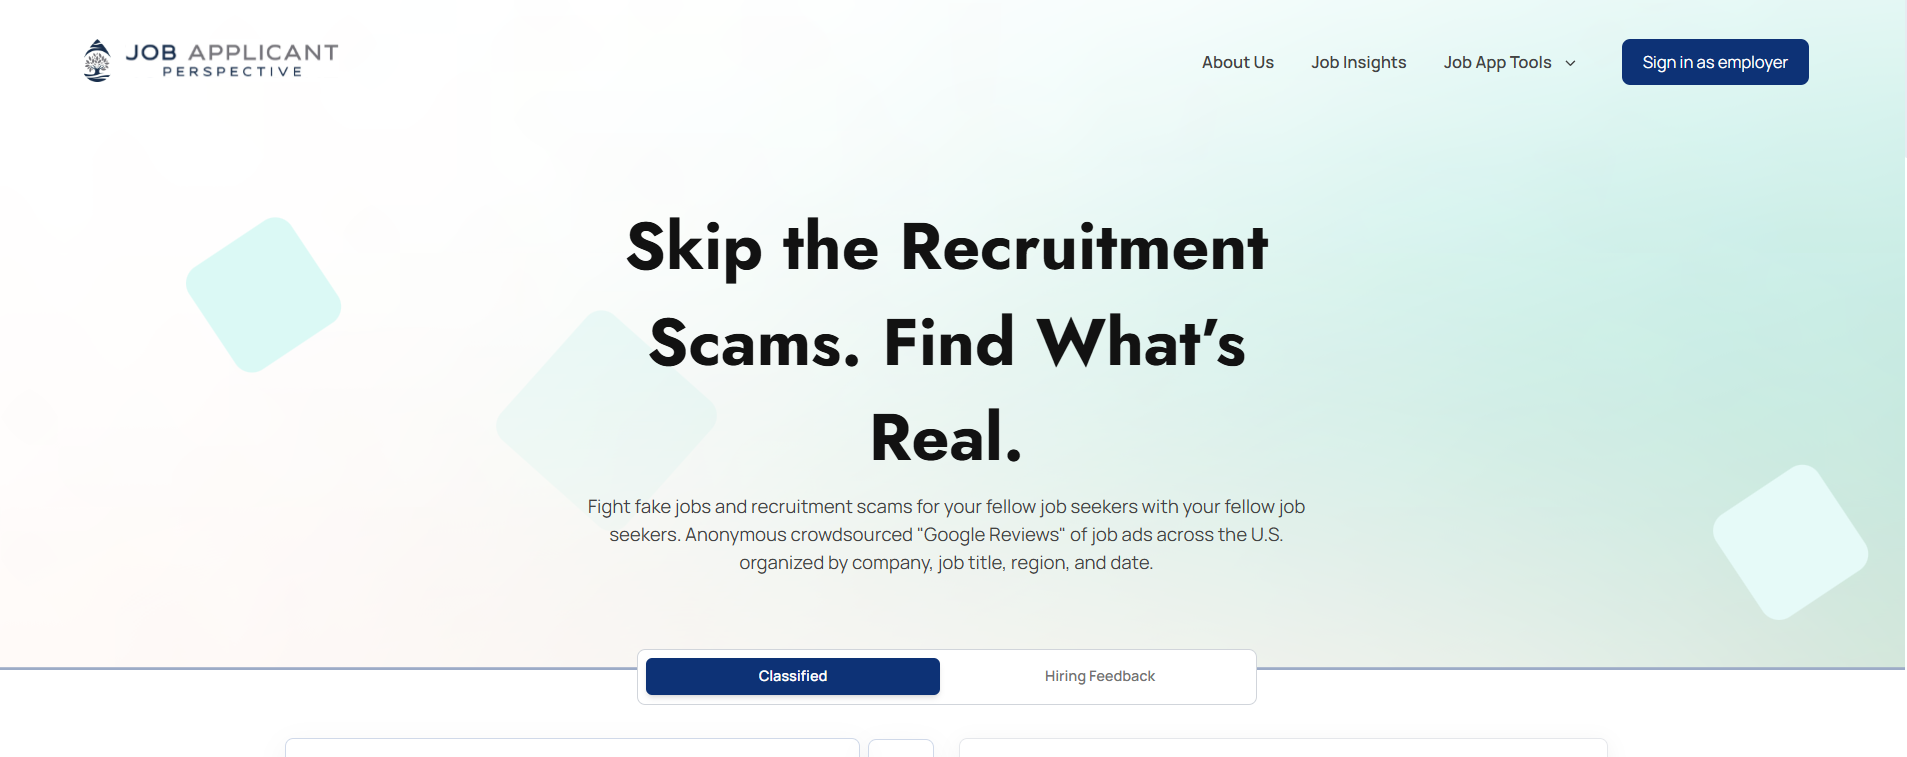 JOB APPLICANT
PERSPECTIVE
About Us
Job Insights
Job App Tools
Sign in as employer
Skip the Recruitment
Scams. Find What's
Real.
Fight fake jobs and recruitment scams for your fellow job seekers with your fellow job
seekers. Anonymous crowdsourced "Google Reviews" of job ads across the U.S.
organized by company, job title, region, and date.
Classified
Hiring Feedback